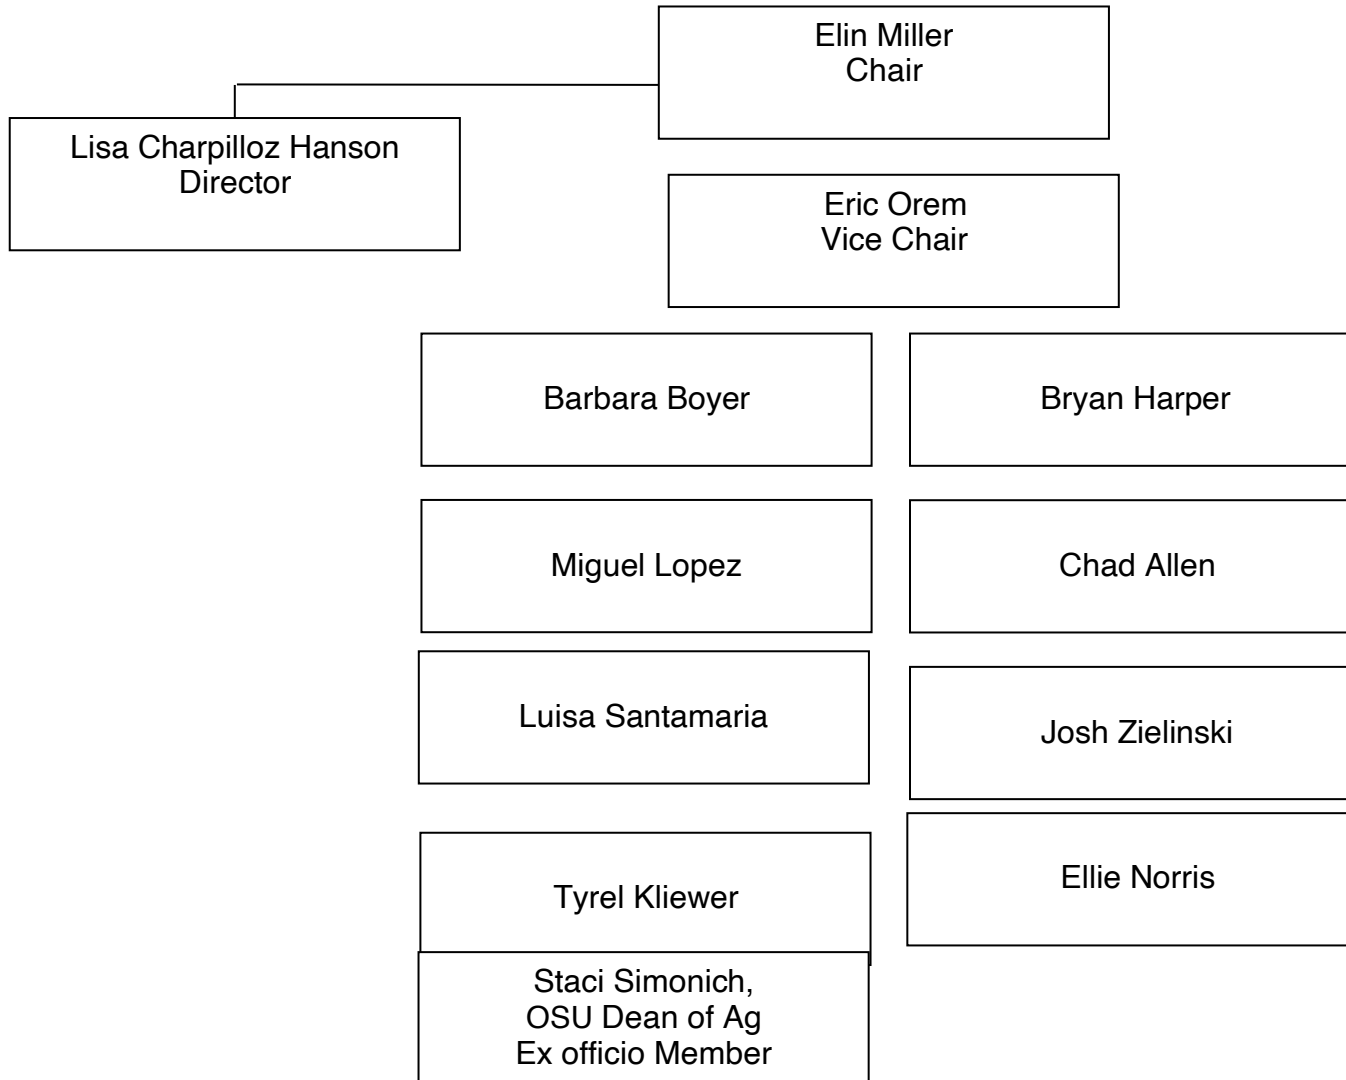 Elin Miller
Chair
Lisa Charpilloz Hanson
Director
Eric Orem
Vice Chair
Barbara Boyer
Bryan Harper
Miguel Lopez
Chad Allen
Luisa Santamaria
Josh Zielinski
Tyrel Kliewer
Ellie Norris
Staci Simonich,
OSU Dean of Ag
Ex officio Member